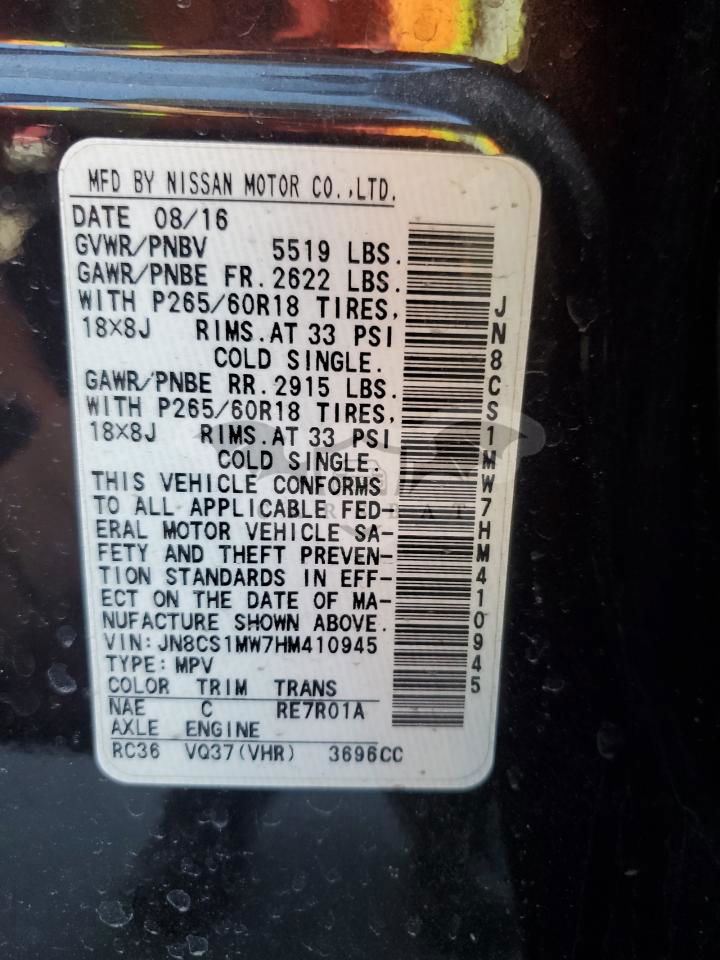 MFD BY NISSAN MOTOR CO.,LTD.
DATE 08/16
GVWR/PNBV 5519 LBS.
GAWR/PNBE FR.2622 LBS.
WITH P265/60R18 TIRES,
18X8J RIMS.AT 33 PSI
COLD SINGLE.
GAWR/PNBE RR.2915 LBS.
WITH P265/60R18 TIRES,
18X8J RIMS.AT 33 PSI
COLD SINGLE.
THIS VEHICLE CONFORMS
TO ALL APPLICABLE FED-
ERAL MOTOR VEHICLE SA-
FETY AND THEFT PREVEN-
TION STANDARDS IN EFF-
ECT ON THE DATE OF MA-
NUFACTURE SHOWN ABOVE.
VIN:JN8CS1MW7HM410945
TYPE:MPV
COLOR TRIM TRANS
NAE C RE7R01A
AXLE ENGINE
RC36 VQ37(VHR) 3696CC
JN8CS1MW7HM410945